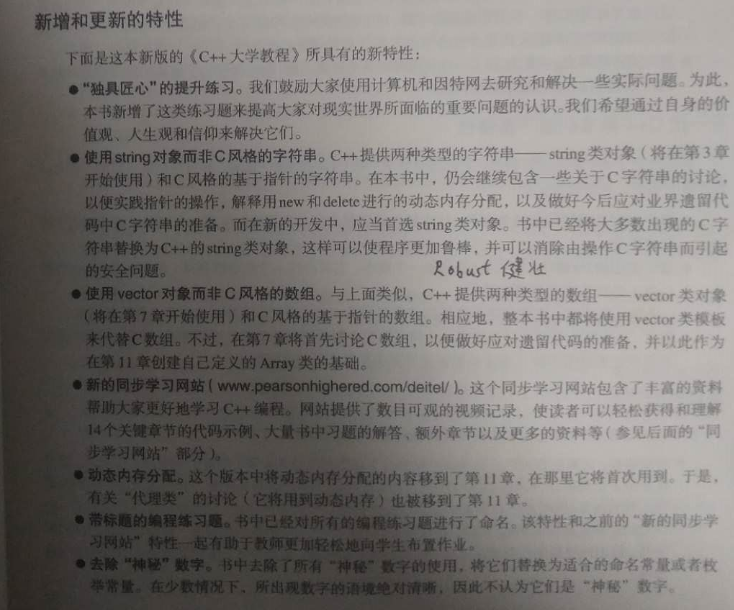 新增和更新的特性
下面是这本新版的《C++大学教程》所具有的新特性：
●“独具匠心”的提升练习。我们鼓励大家使用计算机和因特网去研究和解决一些实际问题。为此，
本书新增了这类练习题来提高大家对现实世界所面临的重要问题的认识。我们希望通过自身的价
值观、人生观和信仰来解决它们。
●使用string对象而非C风格的字符串。C++提供两种类型的字符串——string类对象（将在第3章
开始使用）和C风格的基于指针的字符串。在本书中，仍会继续包含一些关于C字符串的讨论，
以便实践指针的操作，解释用new和delete进行的动态内存分配，以及做好今后应对业界遗留代
码中C字符串的准备。而在新的开发中，应当首选string类对象。书中已经将大多数出现的C字
符串替换为C++的string类对象，这样可以使程序更加鲁棒，并可以消除由操作C字符串而引起
的安全问题。
Robust 健壮
●使用vector对象而非C风格的数组。与上面类似，C++提供两种类型的数组——vector类对象
（将在第7章开始使用）和C风格的基于指针的数组。相应地，整本书中都将使用vector类模板
来代替C数组。不过，在第7章将首先讨论C数组，以便做好应对遗留代码的准备，并以此作为
在第11章创建自己定义的Array类的基础。
●新的同步学习网站（www.pearsonhighered.com/deitel/）。这个同步学习网站包含了丰富的资料
帮助大家更好地学习C++编程。网站提供了数目可观的视频记录，使读者可以轻松获得和理解
14个关键章节的代码示例、大量书中习题的解答、额外章节以及更多的资料等（参见后面的“同
步学习网站”部分）。
●动态内存分配。这个版本中将动态内存分配的内容移到了第11章，在那里它将首次用到。于是，
有关“代理类”的讨论（它将用到动态内存）也被移到了第11章。
●带标题的编程练习题。书中已经对所有的编程练习题进行了命名。该特性和之前的“新的同步学
习网站”特性一起有助于教师更加轻松地向学生布置作业。
●去除“神秘”数字。书中去除了所有“神秘”数字的使用，将它们替换为适合的命名常量或者枚
举常量。在少数情况下，所出现数字的语境绝对清晰，因此不认为它们是“神秘”数字。